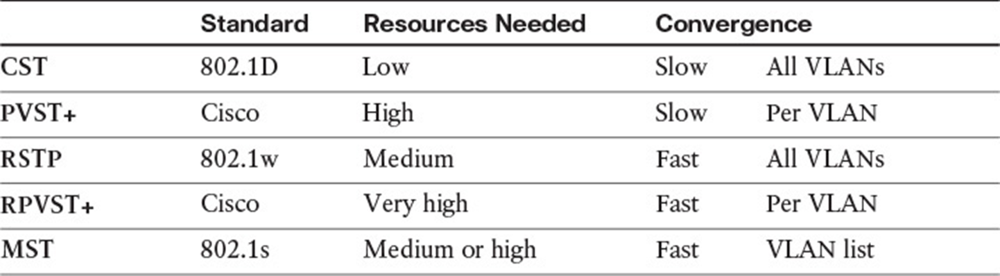 Standard Resources Needed Convergence
CST 802.1D Low Slow All VLANs
PVST+ Cisco High Slow Per VLAN
RSTP 802.1w Medium Fast All VLANs
RPVST+ Cisco Very high Fast Per VLAN
MST 802.1s Medium or high Fast VLAN list